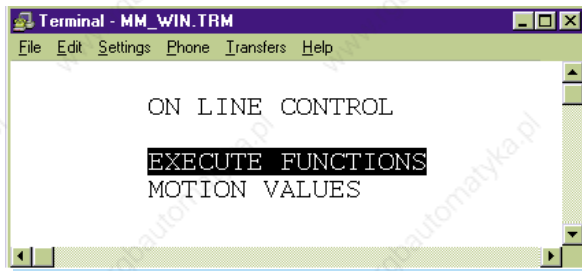 Terminal - MM_WIN.TRM
File Edit Settings Phone Transfers Help
ON LINE CONTROL
EXECUTE FUNCTIONS
MOTION VALUES